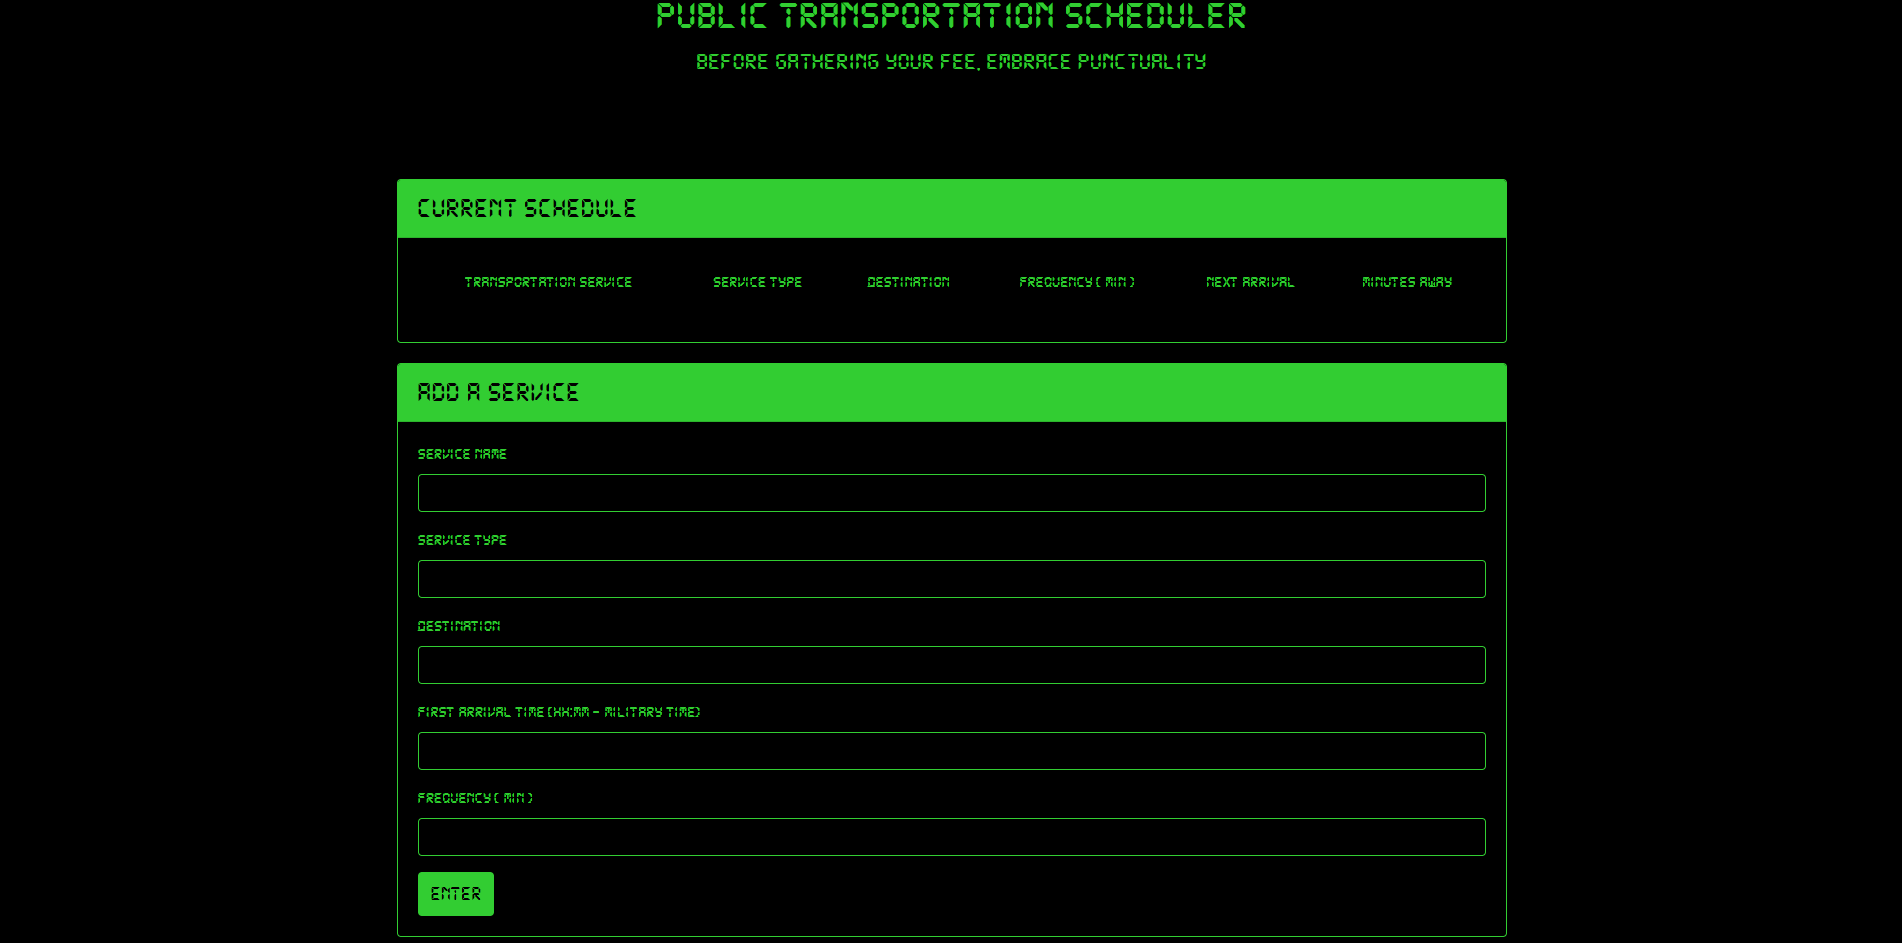 PUBLIC TRANSPORTATION SCHEDULER
BEFORE GATHERING YOUR FEE, EMBRACE PUNCTUALITY
CURRENT SCHEDULE
TRANSPORTATION SERVICE SERVICE TYPE DESTINATION FREQUENCY ( MIN ) NEXT ARRIVAL MINUTES AWAY
ADD A SERVICE
SERVICE NAME
SERVICE TYPE
DESTINATION
FIRST ARRIVAL TIME (HH:MM - MILITARY TIME)
FREQUENCY ( MIN )
ENTER